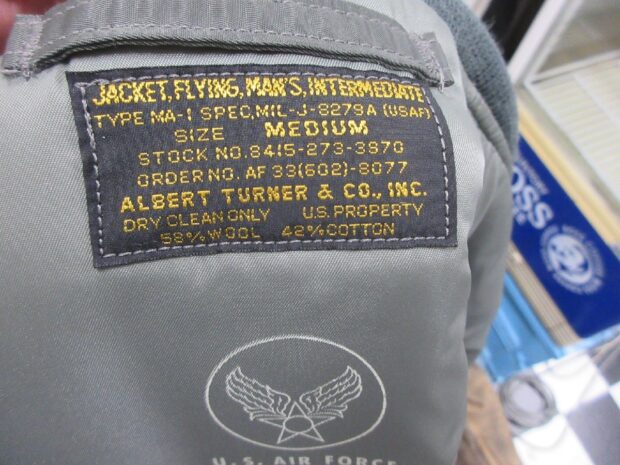 JACKET, FLYING, MAN'S, INTERMEDIATE
TYPE MA-1 SPEC, MIL-J-8279A (USAF)
SIZE MEDIUM
STOCK NO. 8415-273-3970
ORDER NO. AF 33(602)-8077
ALBERT TURNER & CO., INC.
DRY CLEAN ONLY U.S. PROPERTY
58% WOOL 42% COTTON
U.S. AIR FORCE
OSS